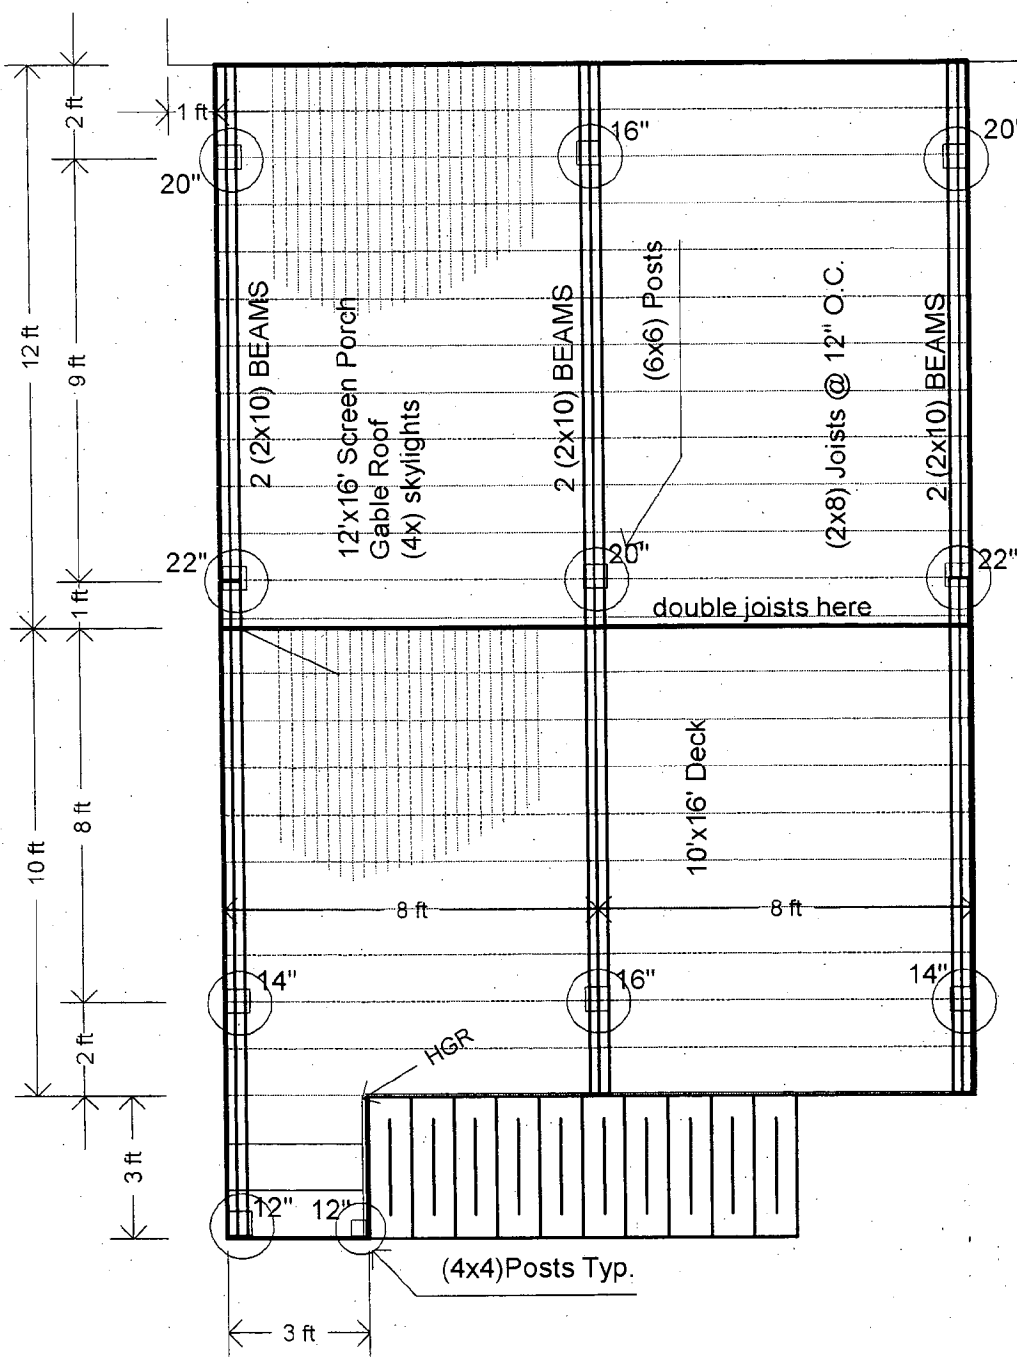 2 ft
1 ft
16"
20"
20"
12 ft
9 ft
2 (2x10) BEAMS
12'x16' Screen Porch
Gable Roof
(4x) skylights
2 (2x10) BEAMS
(6x6) Posts
(2x8) Joists @ 12" O.C.
2 (2x10) BEAMS
22"
20"
22"
1 ft
double joists here
10 ft
8 ft
10'x16' Deck
8 ft
8 ft
14"
16"
14"
2 ft
HGR
3 ft
12"
12"
(4x4)Posts Typ.
3 ft